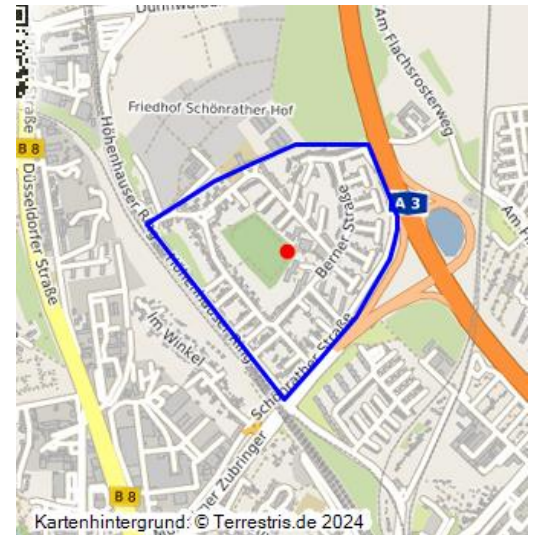 Dünnwalder
Friedhof Schönrather Hof
Am Flachsrosterweg
B 8
Düsseldorfer Straße
Höhenhauser Ring
Höhenhauser Ring
A 3
Berner Straße
Im Winkel
Schönrather Straße
B 8
Kartenhintergrund: © Terrestris.de 2024